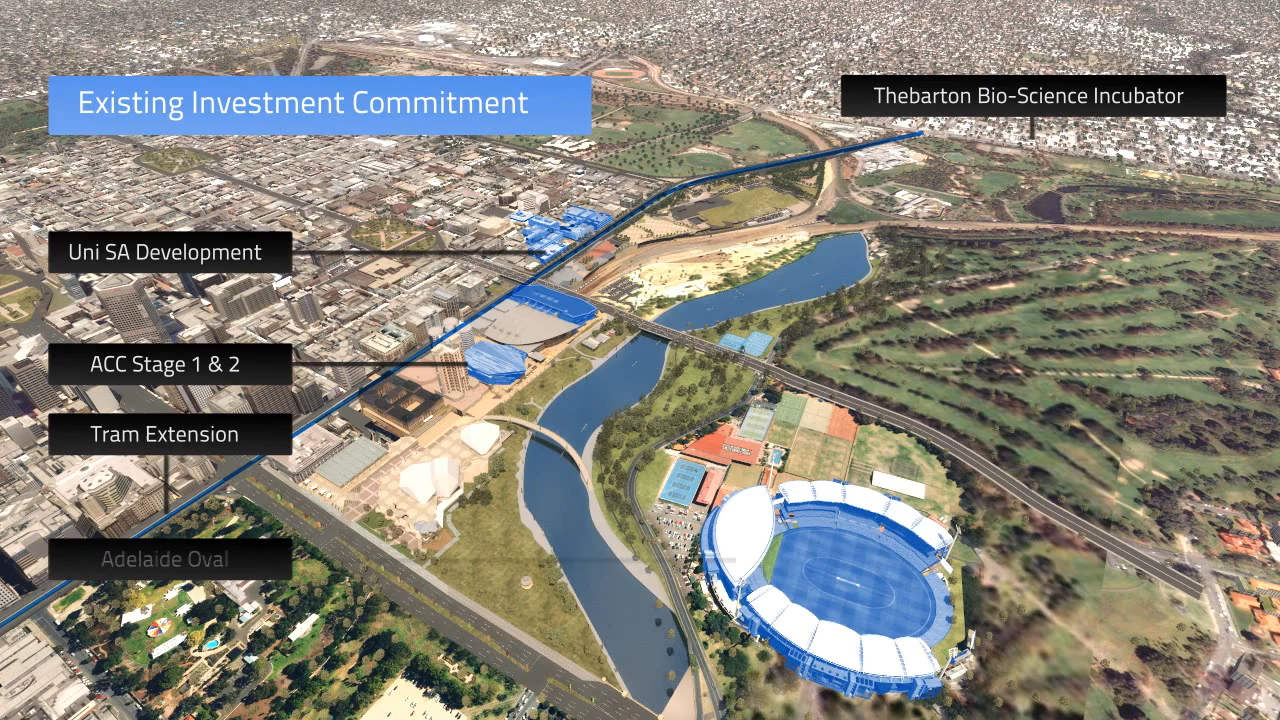 Existing Investment Commitment
Thebarton Bio-Science Incubator
Uni SA Development
ACC Stage 1 & 2
Tram Extension
Adelaide Oval